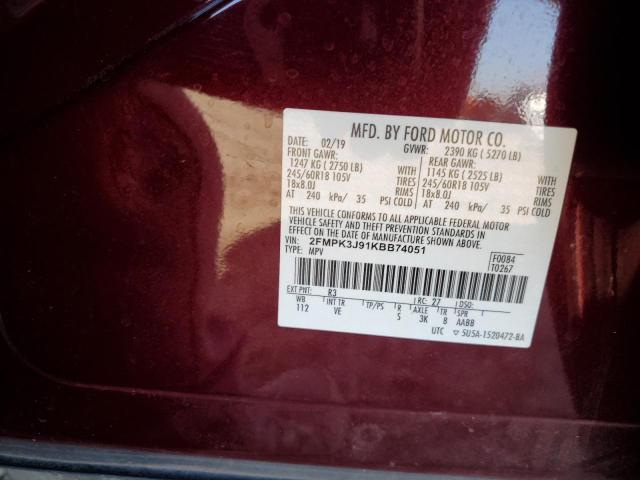 MFD. BY FORD MOTOR CO.
DATE: 02/19 GVWR: 2390 KG ( 5270 LB)
FRONT GAWR: REAR GAWR:
1247 KG ( 2750 LB) WITH 1145 KG ( 2525 LB) WITH
245/60R18 105V TIRES 245/60R18 105V TIRES
18x8.0J RIMS 18x8.0J RIMS
AT 240 kPa/ 35 PSI COLD AT 240 kPa/ 35 PSI COLD
THIS VEHICLE CONFORMS TO ALL APPLICABLE FEDERAL MOTOR
VEHICLE SAFETY AND THEFT PREVENTION STANDARDS IN
EFFECT ON THE DATE OF MANUFACTURE SHOWN ABOVE.
VIN: 2FMPK3J91KBB74051
TYPE: MPV
F0084
T0267
EXT PNT: R3 RC: 27 DSO:
WB INT TR TP/PS R AXLE TR SPR
112 VE S 3K 8 AABB
UTC ▽ 5U5A-1520472-BA